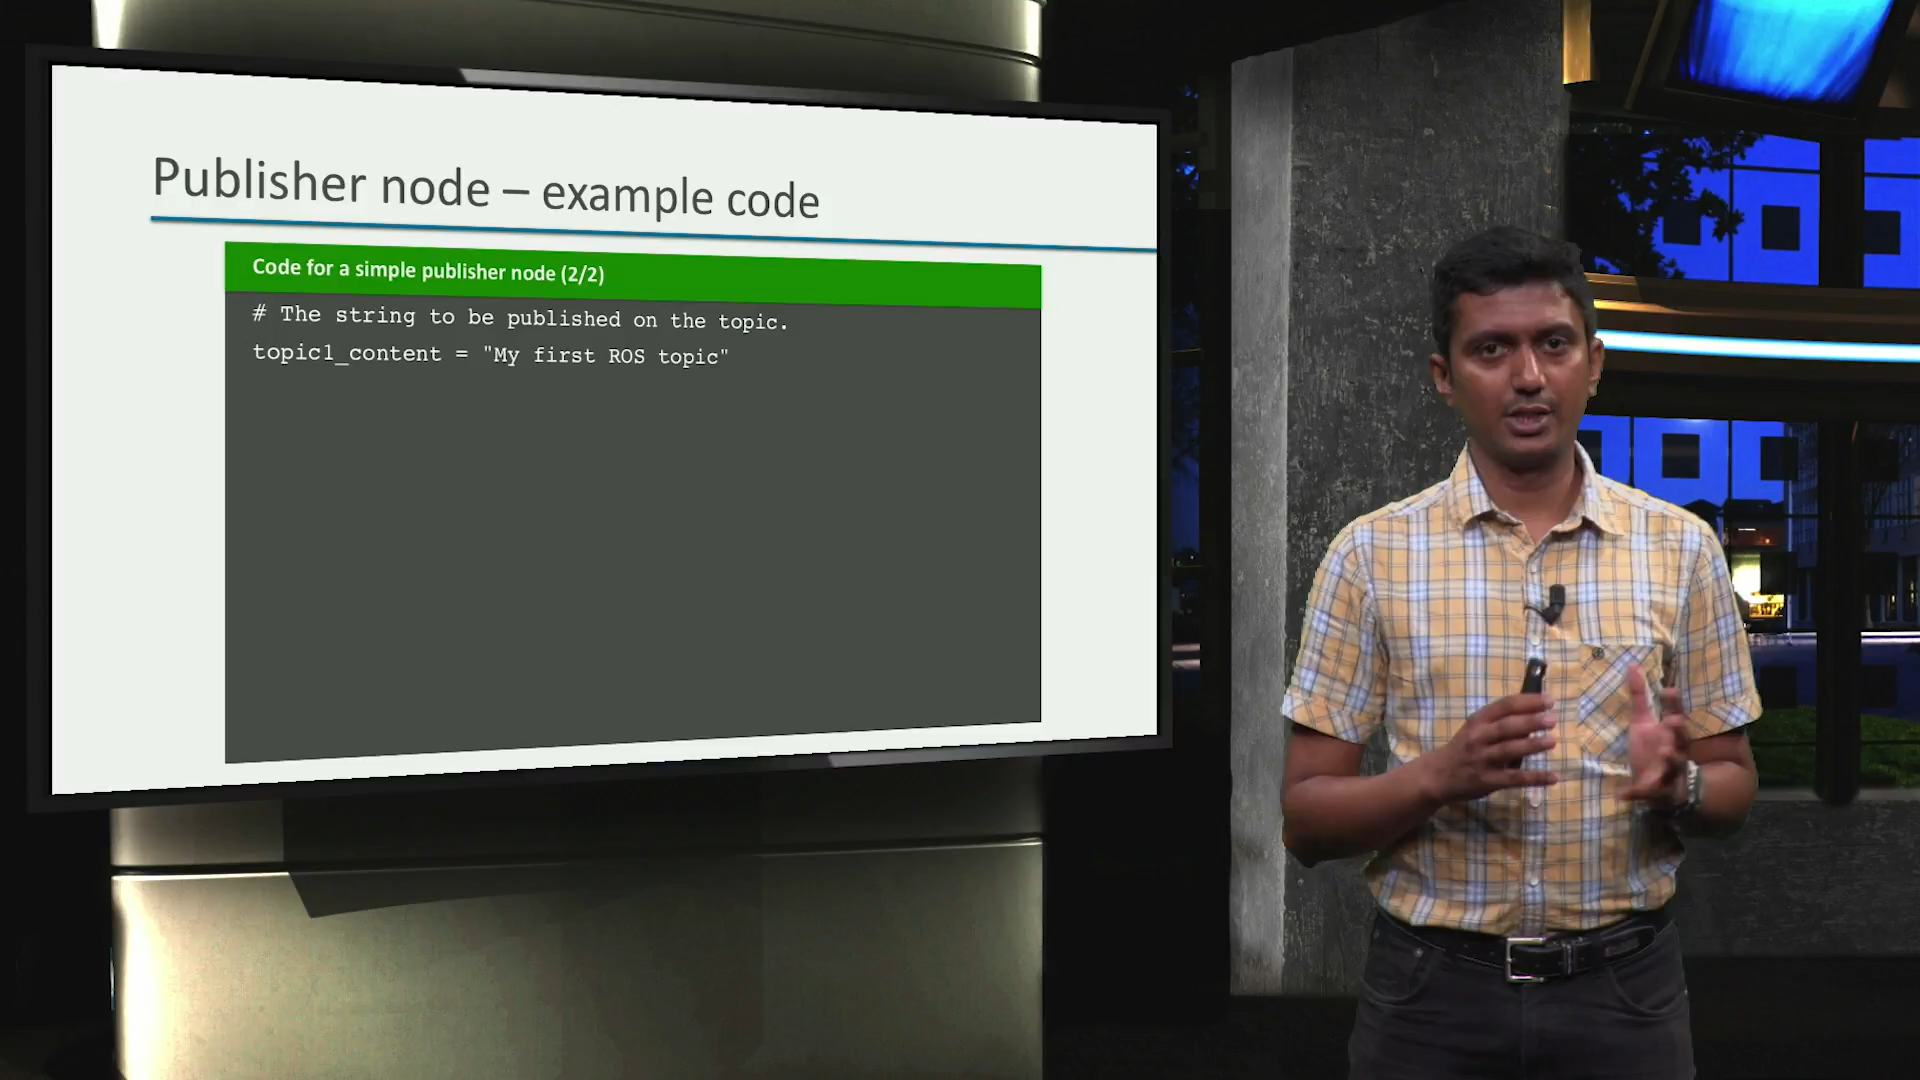 Publisher node – example code
Code for a simple publisher node (2/2)
# The string to be published on the topic.
topic1_content = "My first ROS topic"